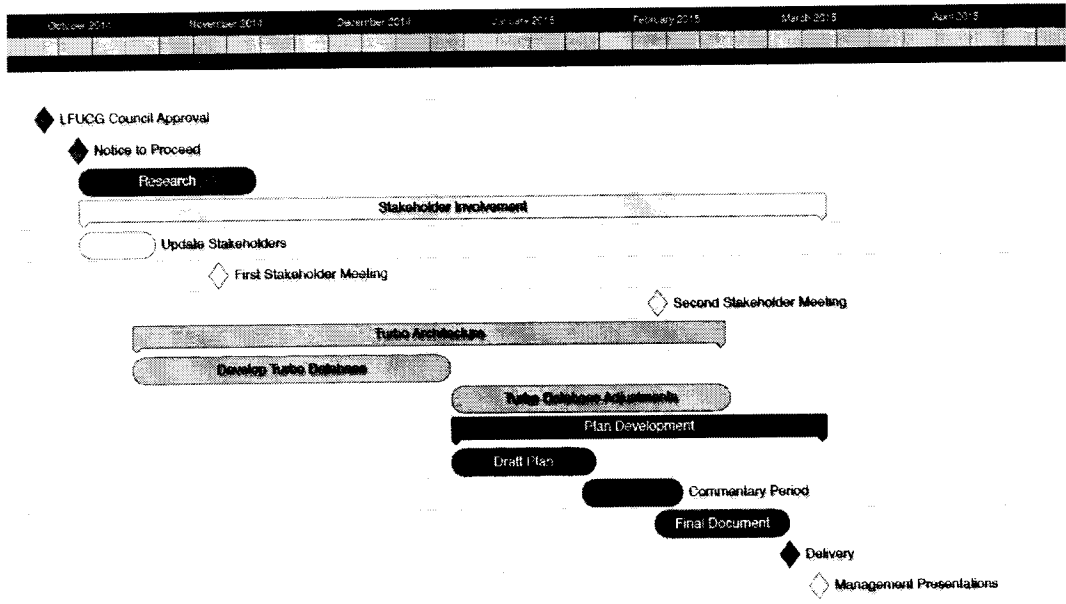 October 2014 November 2014 December 2014 January 2015 February 2015 March 2015 April 2015
LFUCG Council Approval
Notice to Proceed
Research
Stakeholder Involvement
Update Stakeholders
First Stakeholder Meeting
Second Stakeholder Meeting
Turbo Architecture
Develop Turbo Database
Turbo Database Adjustments
Plan Development
Draft Plan
Commentary Period
Final Document
Delivery
Management Presentations